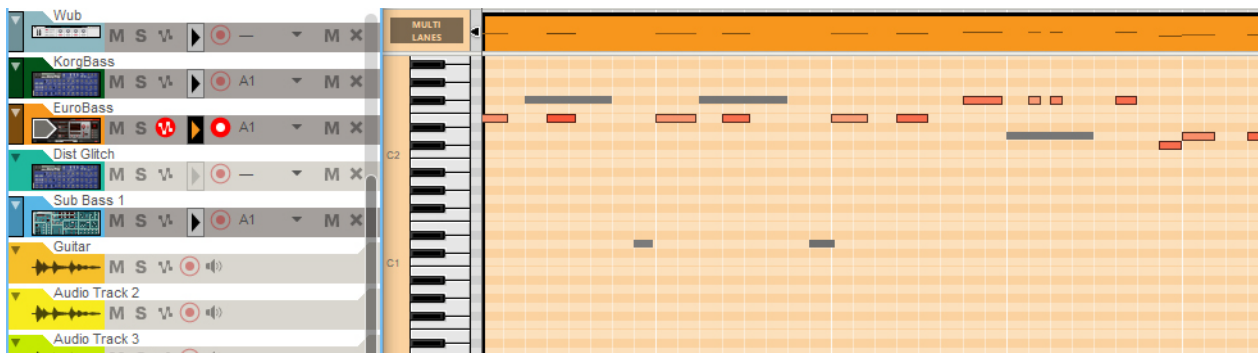 Wub
M S — M
KorgBass
M S A1 M
EuroBass
M S A1 M
Dist Glitch
M S — M
Sub Bass 1
M S A1 M
Guitar
M S
Audio Track 2
M S
Audio Track 3
MULTI
LANES
C2
C1